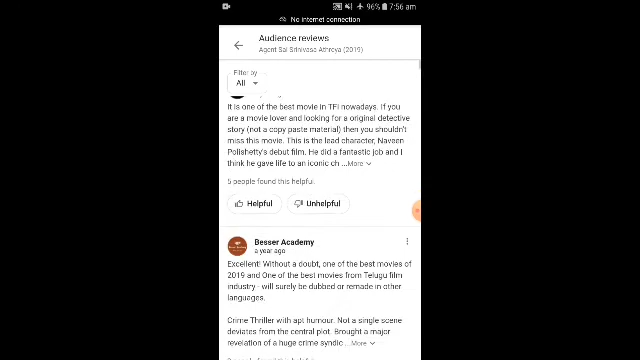 96% 7:56 am
No internet connection
Audience reviews
Agent Sai Srinivasa Athreya (2019)
Filter by
All
It is one of the best movie in TFI nowadays. If you
are a movie lover and looking for a original detective
story (not a copy paste material) then you shouldn't
miss this movie. This is the lead character, Naveen
Polishetty's debut film. He did a fantastic job and I
think he gave life to an iconic ch ...More
5 people found this helpful.
Helpful
Unhelpful
Besser Academy
a year ago
Excellent! Without a doubt, one of the best movies of
2019 and One of the best movies from Telugu film
industry - will surely be dubbed or remade in other
languages.
Crime Thriller with apt humour. Not a single scene
deviates from the central plot. Brought a major
revelation of a huge crime syndic ...More